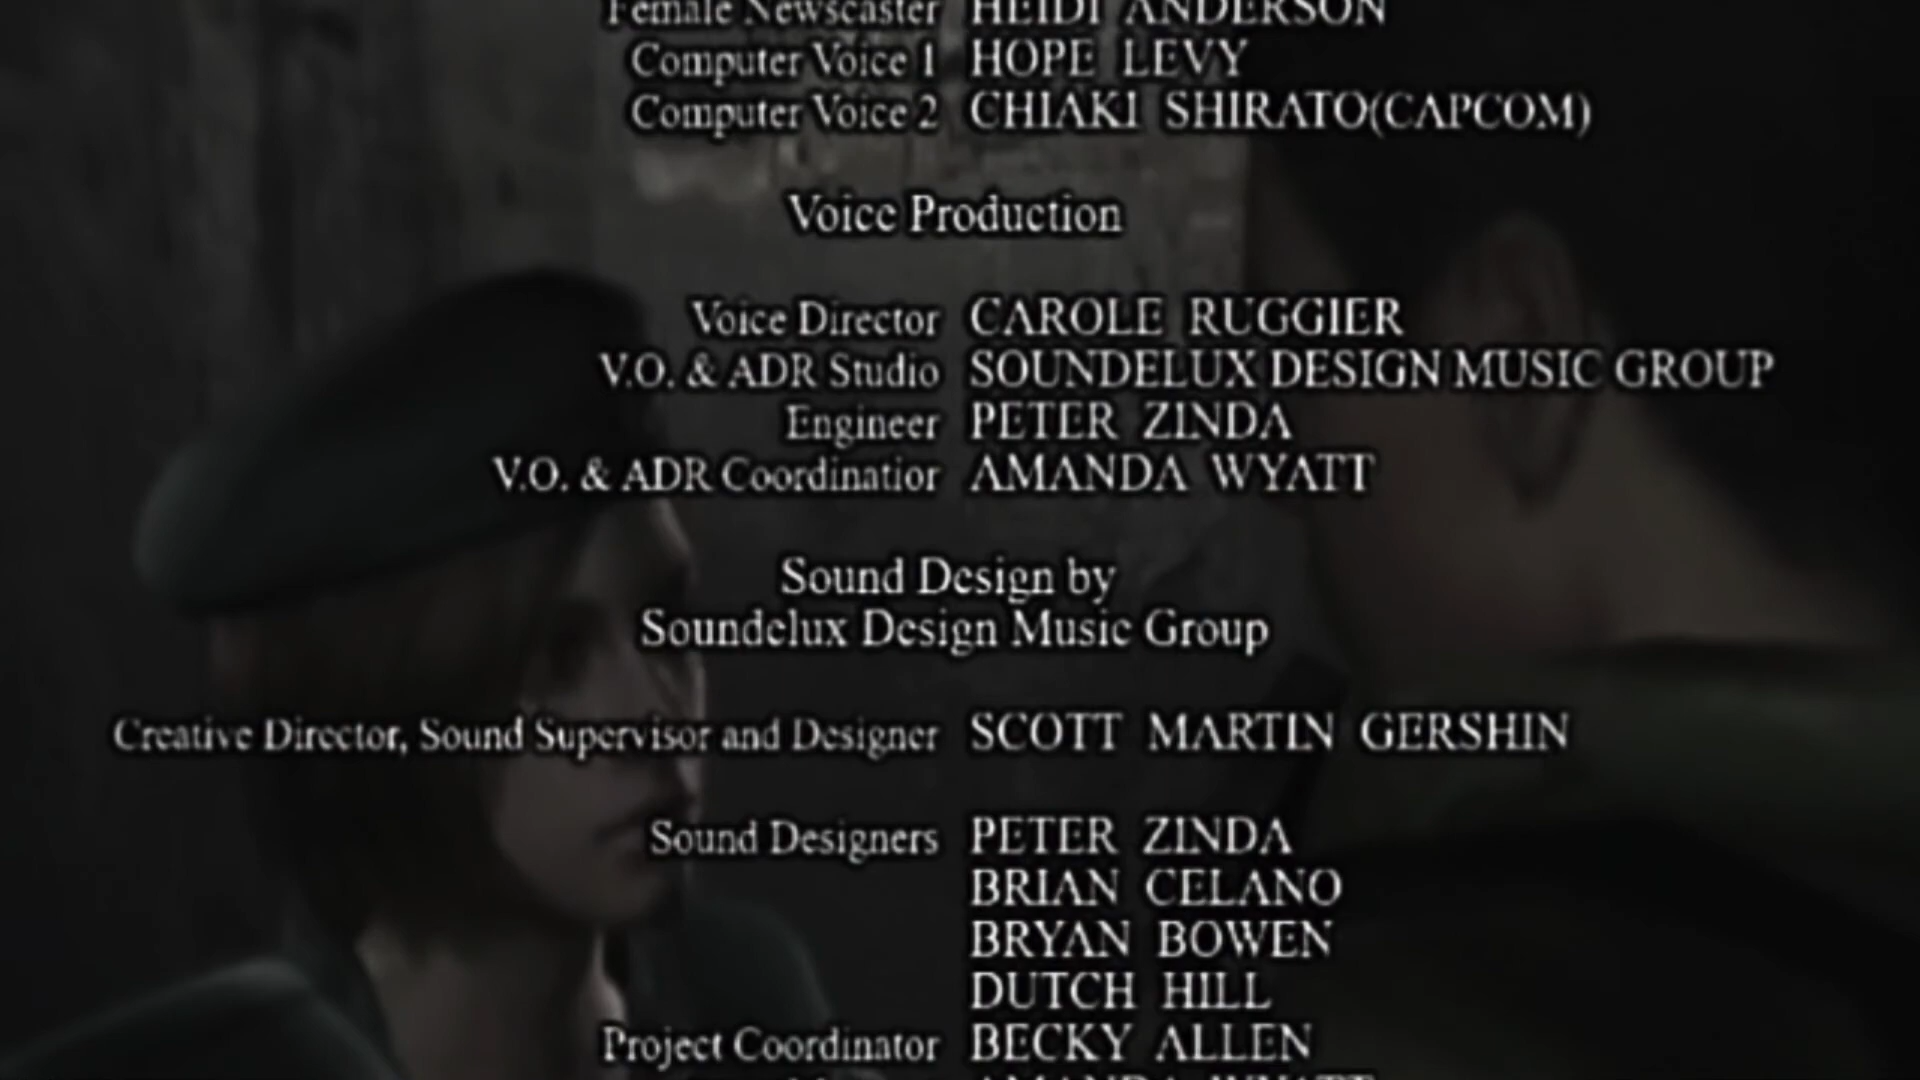 Female Newscaster HEIDI ANDERSON
Computer Voice 1 HOPE LEVY
Computer Voice 2 CHIAKI SHIRATO(CAPCOM)
Voice Production
Voice Director CAROLE RUGGIER
V.O. & ADR Studio SOUNDELUX DESIGN MUSIC GROUP
Engineer PETER ZINDA
V.O. & ADR Coordinatior AMANDA WYATT
Sound Design by
Soundelux Design Music Group
Creative Director, Sound Supervisor and Designer SCOTT MARTIN GERSHIN
Sound Designers PETER ZINDA
BRIAN CELANO
BRYAN BOWEN
DUTCH HILL
Project Coordinator BECKY ALLEN
AMANDA WYATT